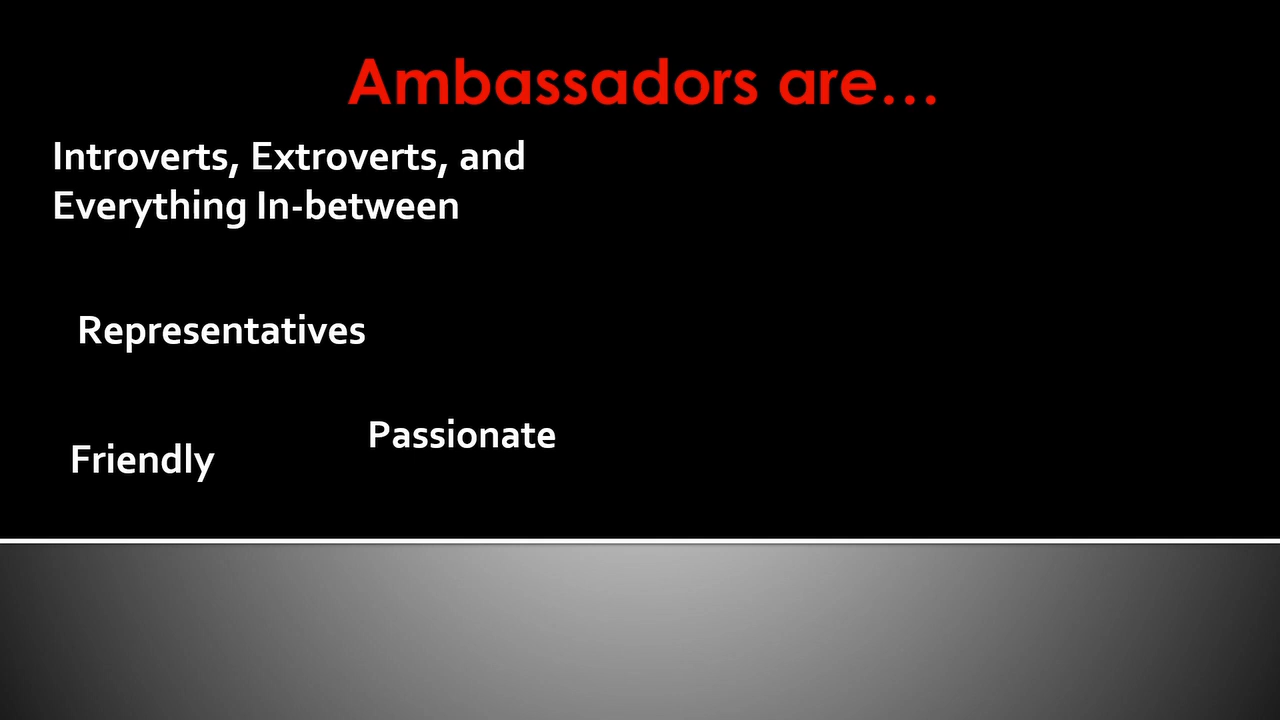 Ambassadors are...
Introverts, Extroverts, and
Everything In-between
Representatives
Passionate
Friendly